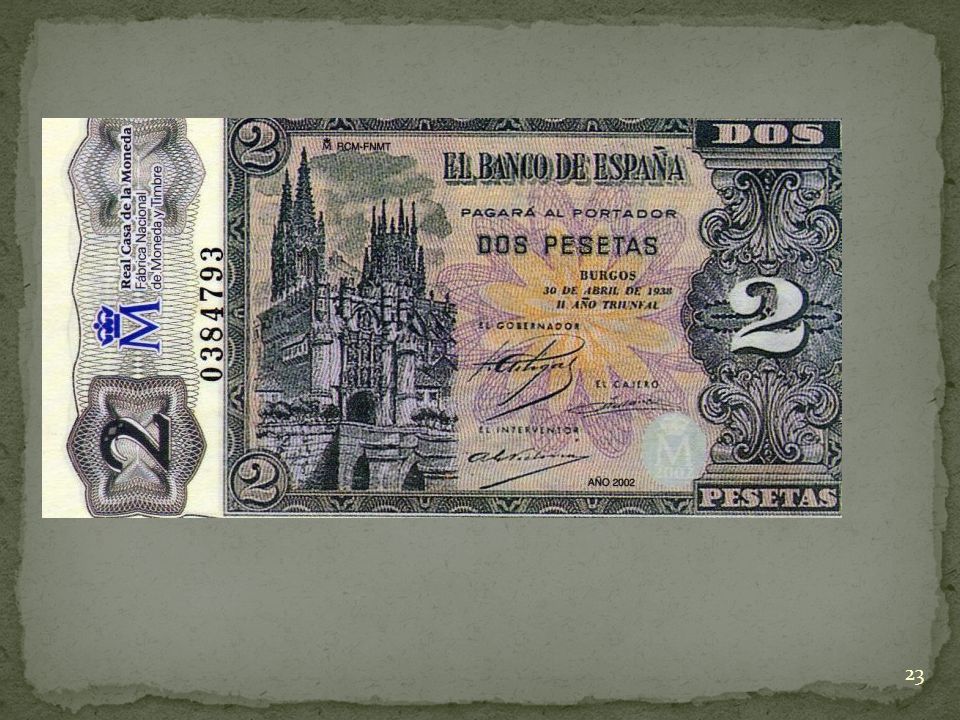 Real Casa de la Moneda
Fábrica Nacional
de Moneda y Timbre
M
2
0384793
2
M RCM-FNMT
DOS
EL BANCO DE ESPAÑA
PAGARÁ AL PORTADOR
DOS PESETAS
BURGOS
30 DE ABRIL DE 1938
II AÑO TRIUNFAL
2
EL GOBERNADOR
EL CAJERO
EL INTERVENTOR
M
2002
2
AÑO 2002
PESETAS
23